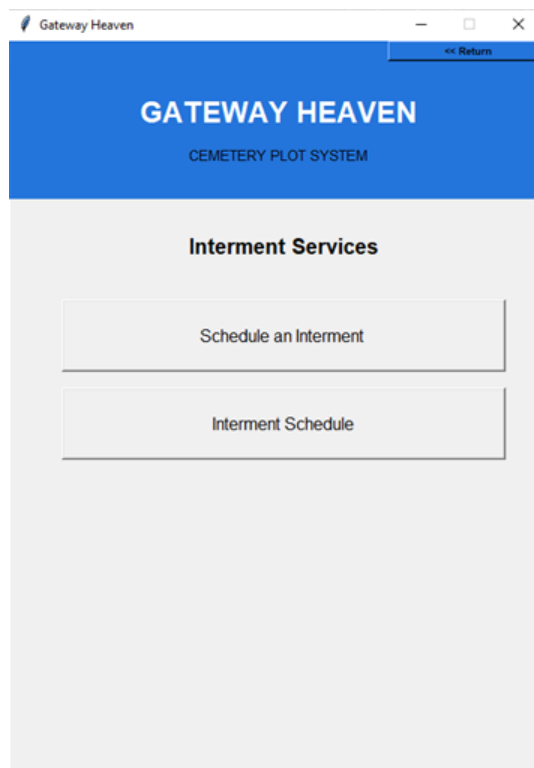 Gateway Heaven
<< Return
GATEWAY HEAVEN
CEMETERY PLOT SYSTEM
Interment Services
Schedule an Interment
Interment Schedule